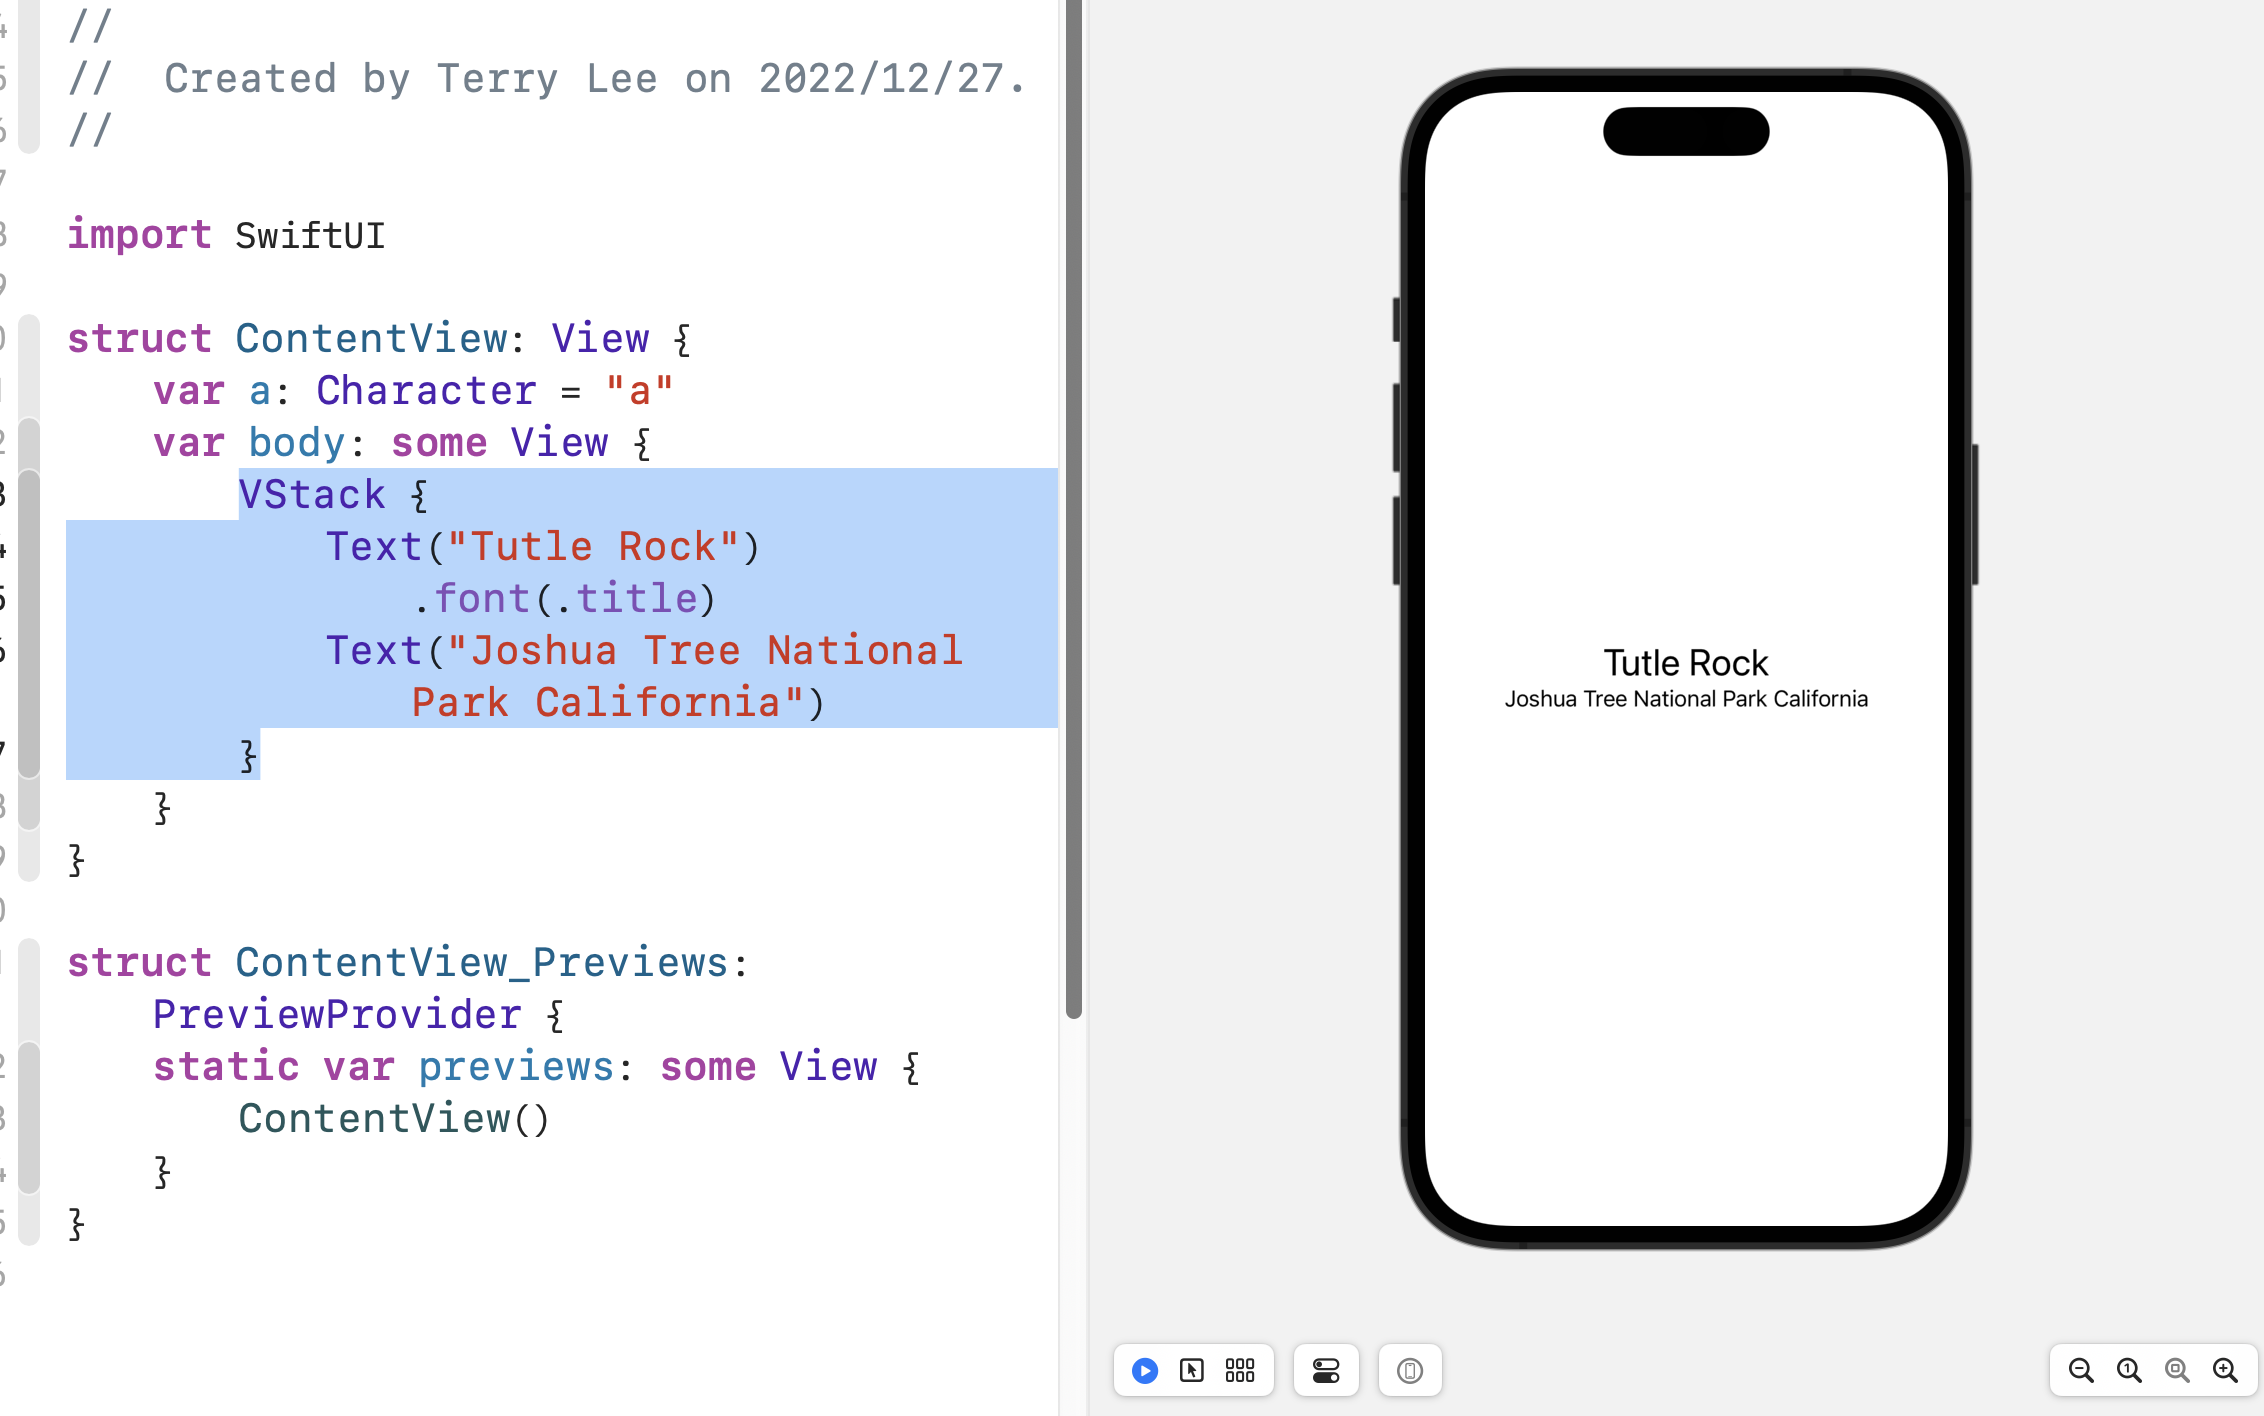 //
//  Created by Terry Lee on 2022/12/27.
//
import SwiftUI
struct ContentView: View {
    var a: Character = "a"
    var body: some View {
        VStack {
            Text("Tutle Rock")
                .font(.title)
            Text("Joshua Tree National
                Park California")
        }
    }
}
struct ContentView_Previews:
    PreviewProvider {
    static var previews: some View {
        ContentView()
    }
}
Tutle Rock
Joshua Tree National Park California